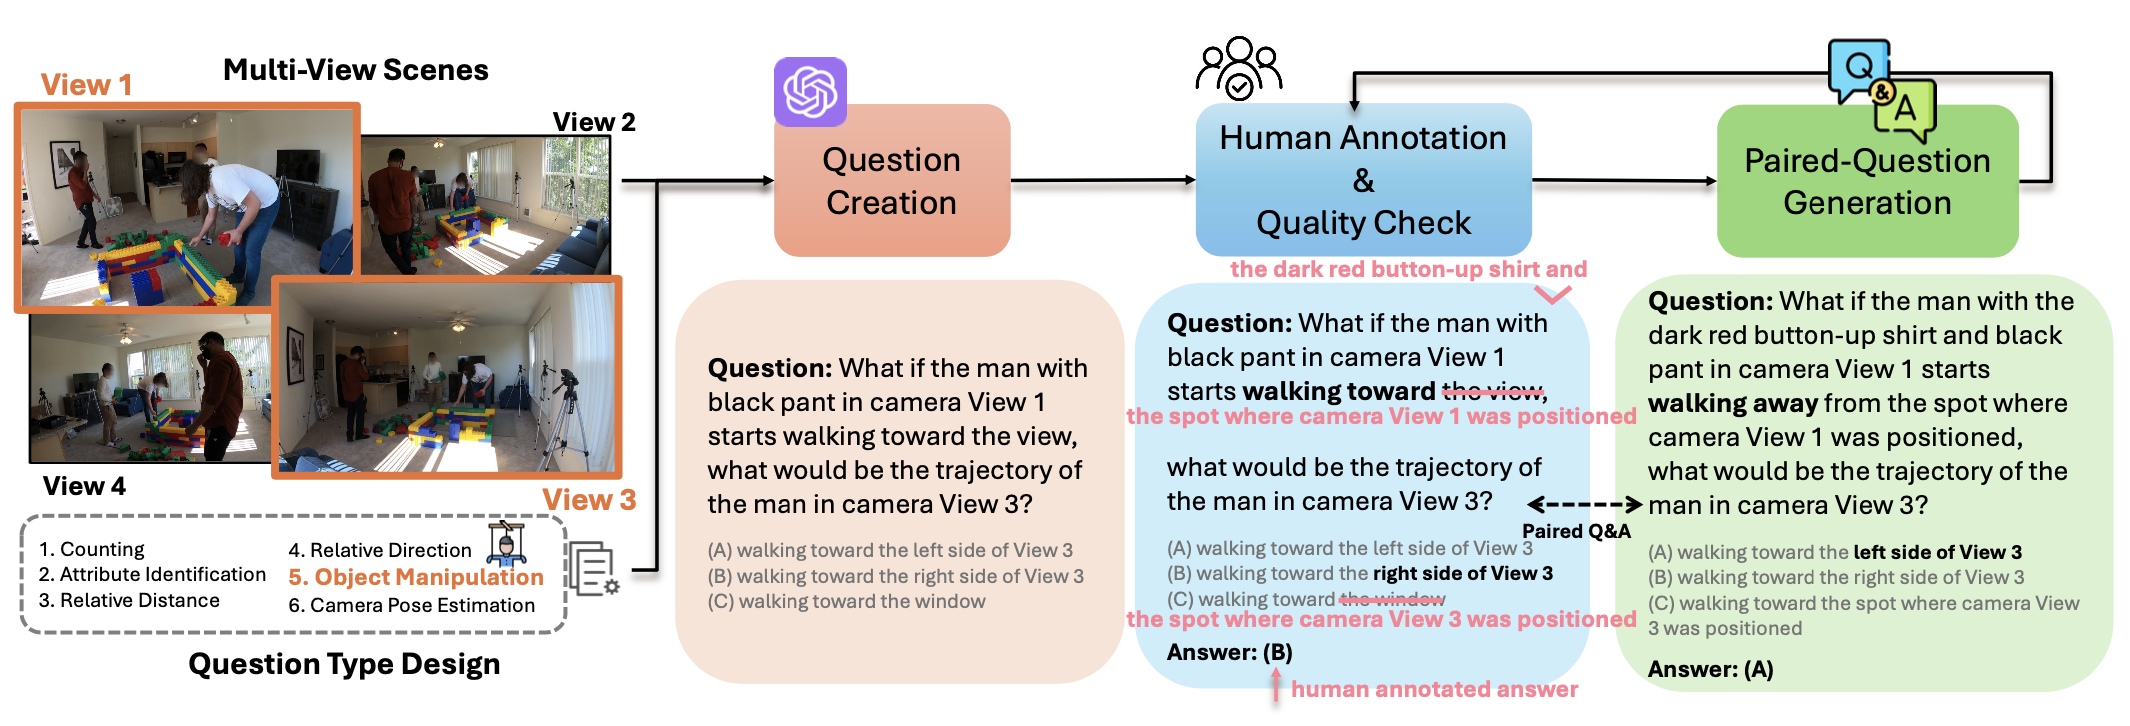 Multi-View Scenes
View 1
View 2
View 4
View 3
1. Counting
2. Attribute Identification
3. Relative Distance
4. Relative Direction
5. Object Manipulation
6. Camera Pose Estimation
Question Type Design
Question
Creation
Question: What if the man with
black pant in camera View 1
starts walking toward the view,
what would be the trajectory of
the man in camera View 3?
(A) walking toward the left side of View 3
(B) walking toward the right side of View 3
(C) walking toward the window
Human Annotation
&
Quality Check
the dark red button-up shirt and
Question: What if the man with
black pant in camera View 1
starts walking toward the view,
the spot where camera View 1 was positioned
what would be the trajectory of
the man in camera View 3?
(A) walking toward the left side of View 3
(B) walking toward the right side of View 3
(C) walking toward the window
the spot where camera View 3 was positioned
Answer: (B)
human annotated answer
Paired Q&A
Q
&
A
Paired-Question
Generation
Question: What if the man with the
dark red button-up shirt and black
pant in camera View 1 starts
walking away from the spot where
camera View 1 was positioned,
what would be the trajectory of the
man in camera View 3?
(A) walking toward the left side of View 3
(B) walking toward the right side of View 3
(C) walking toward the spot where camera View
3 was positioned
Answer: (A)